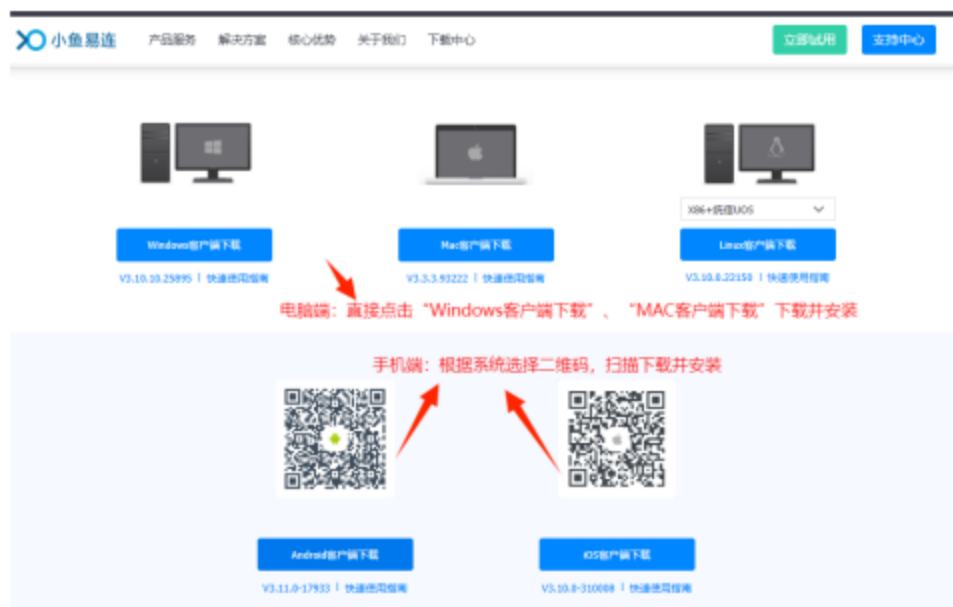 小鱼易连 产品服务 解决方案 核心优势 关于我们 下载中心 立即试用 支持中心
X86+统信UOS
Windows客户端下载 Mac客户端下载 Linux客户端下载
V3.10.10.25895 | 快速使用指南 V3.3.3.93222 | 快速使用指南 V3.10.0.22150 | 快速使用指南
电脑端：直接点击“Windows客户端下载”、“MAC客户端下载”下载并安装
手机端：根据系统选择二维码，扫描下载并安装
Android客户端下载 iOS客户端下载
V3.11.0-17933 | 快速使用指南 V3.10.0-310008 | 快速使用指南